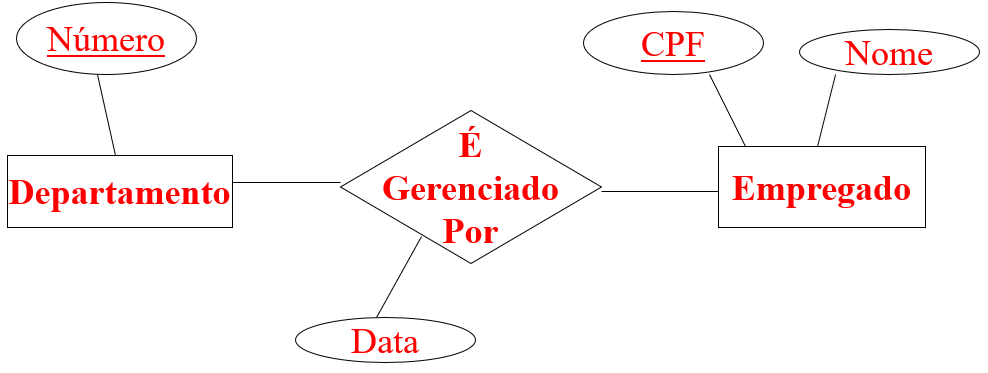 Número
CPF
Nome
É
Gerenciado
Por
Departamento
Empregado
Data